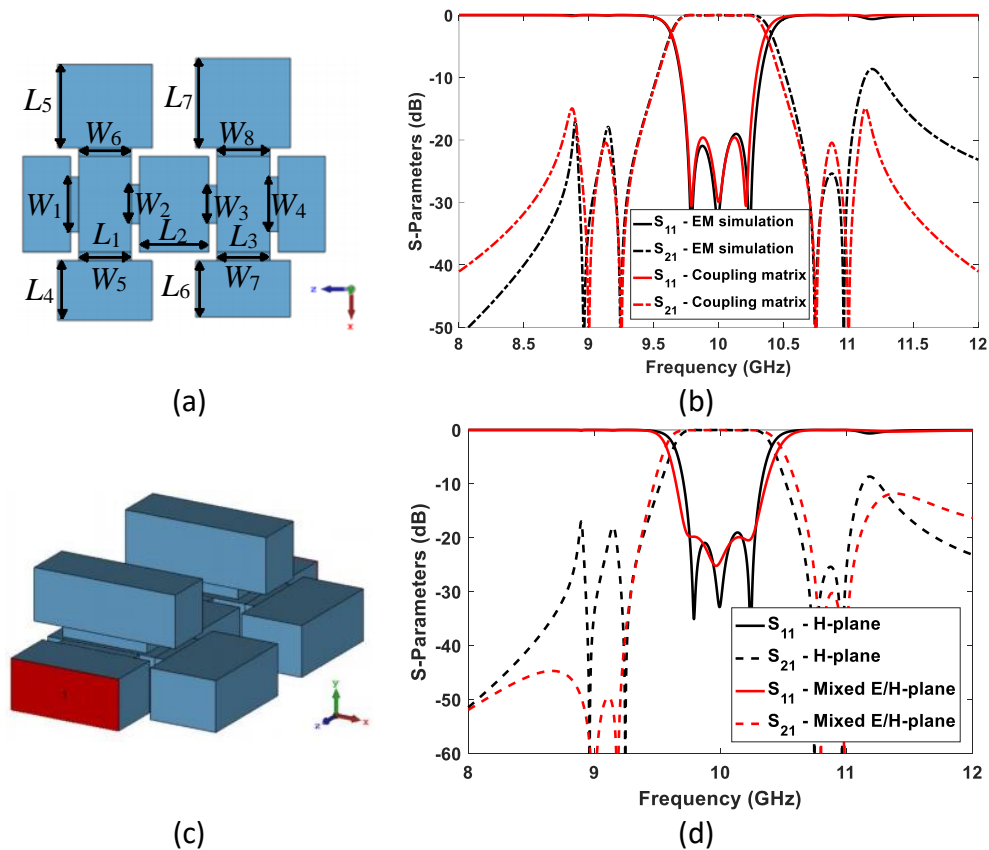 L5
L7
W6
W8
W1
W2
W3
W4
L1
L2
L3
W5
W7
L4
L6
z
x
(a)
S-Parameters (dB)
0
-10
-20
-30
-40
-50
S11 - EM simulation
S21 - EM simulation
S11 - Coupling matrix
S21 - Coupling matrix
8 8.5 9 9.5 10 10.5 11 11.5 12
Frequency (GHz)
(b)
1
y
z
x
(c)
S-Parameters (dB)
0
-10
-20
-30
-40
-50
-60
S11 - H-plane
S21 - H-plane
S11 - Mixed E/H-plane
S21 - Mixed E/H-plane
8 9 10 11 12
Frequency (GHz)
(d)